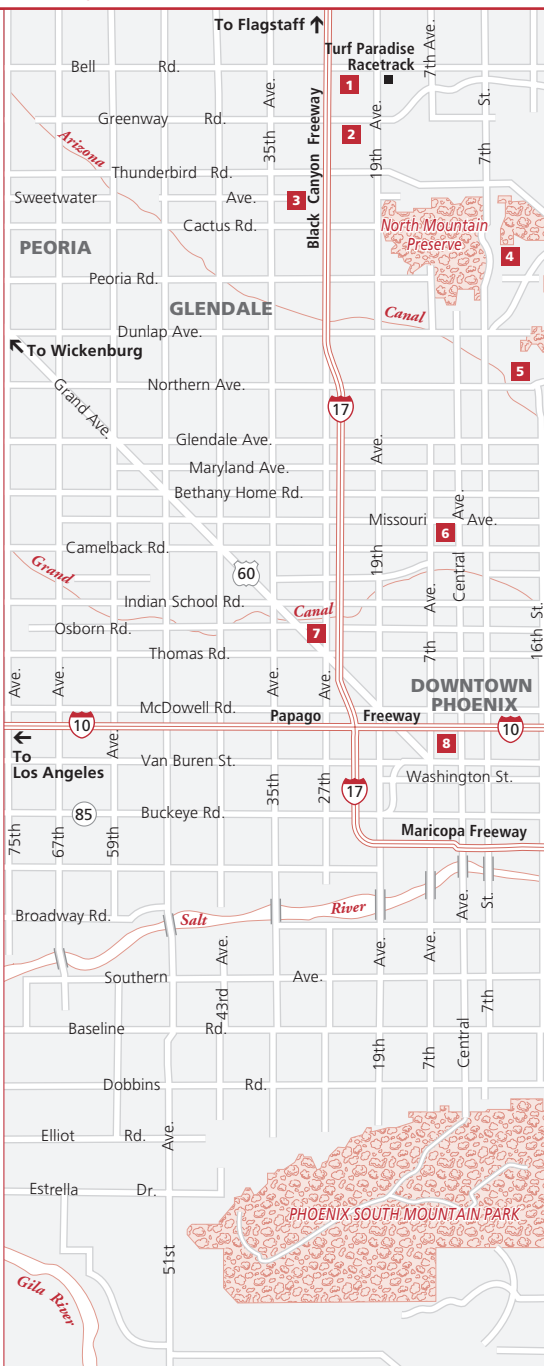 To Flagstaff
Turf Paradise
Racetrack
7th Ave.
Bell Rd.
1
35th Ave.
Black Canyon Freeway
19th Ave.
7th St.
Greenway Rd.
2
Arizona
Thunderbird Rd.
Sweetwater Ave.
3
Cactus Rd.
North Mountain
Preserve
PEORIA
4
Peoria Rd.
GLENDALE
Canal
Dunlap Ave.
To Wickenburg
5
Northern Ave.
Grand Ave.
17
Glendale Ave.
19th Ave.
Maryland Ave.
Bethany Home Rd.
Missouri Ave.
6
Central Ave.
Camelback Rd.
Grand
60
Indian School Rd.
Canal
7th Ave.
16th St.
Osborn Rd.
7
Thomas Rd.
75th Ave.
67th Ave.
35th Ave.
27th Ave.
DOWNTOWN
PHOENIX
McDowell Rd.
Papago Freeway
10
10
To
Los Angeles
59th Ave.
8
Van Buren St.
Washington St.
17
85
Buckeye Rd.
Maricopa Freeway
Broadway Rd.
Salt River
43rd Ave.
19th Ave.
7th Ave.
Central Ave.
7th St.
Southern Ave.
Baseline Rd.
Dobbins Rd.
Elliot Rd.
51st Ave.
Estrella Dr.
PHOENIX SOUTH MOUNTAIN PARK
Gila River